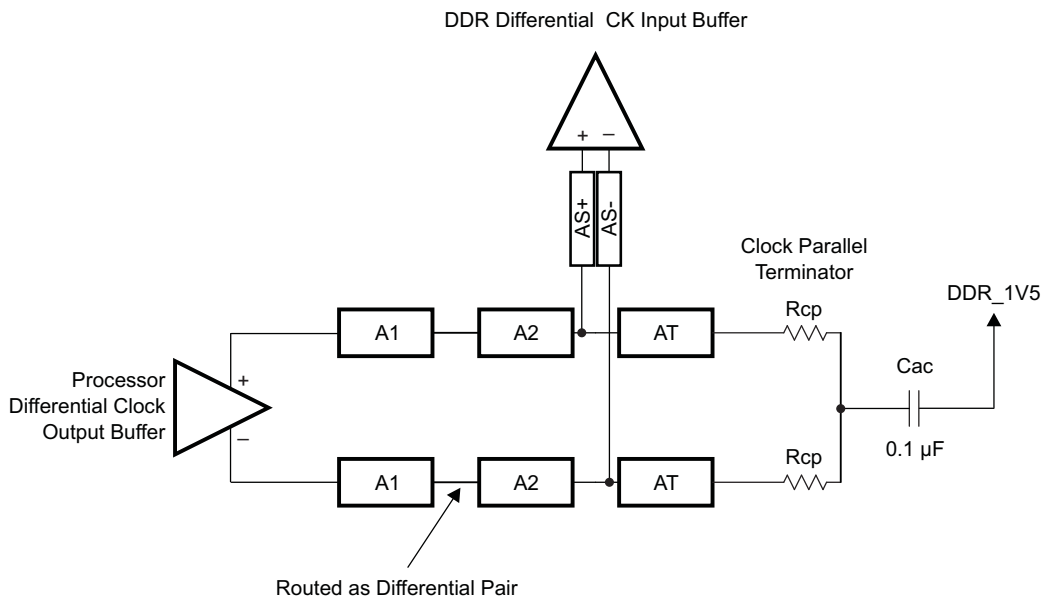 DDR Differential CK Input Buffer
+ −
AS+
AS-
Clock Parallel
Terminator
DDR_1V5
Rcp
A1
A2
AT
Cac
0.1 µF
Processor
Differential Clock
Output Buffer
+
−
Rcp
A1
A2
AT
Routed as Differential Pair